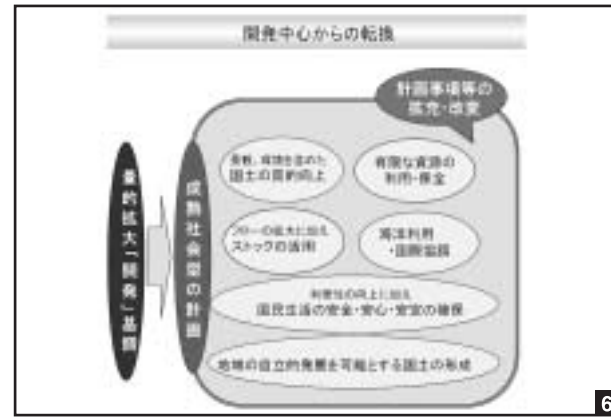 開発中心からの転換
計画事項等の
拡充・改変
量的拡大「開発」基調
成熟社会型の計画
景観、環境を含めた
国土の質的向上
有限な資源の
利用・保全
フローの拡大に加え
ストックの活用
海洋利用
・国際協調
利便性の向上に加え
国民生活の安全・安心・安定の確保
地域の自立的発展を可能とする国土の形成
6